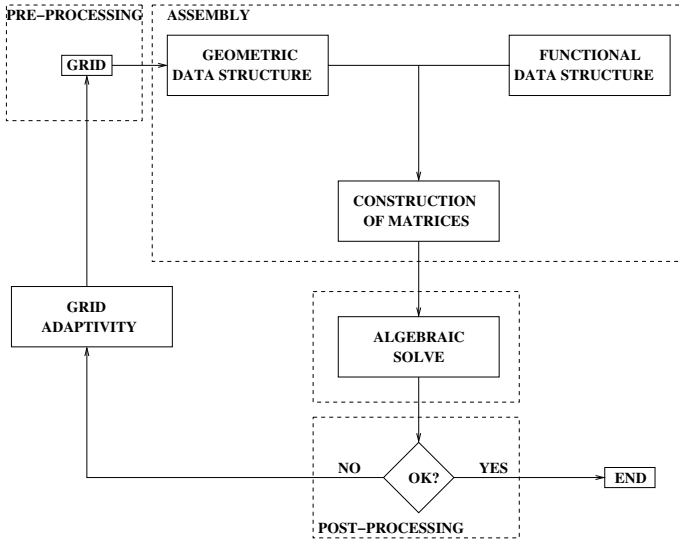 PRE−PROCESSING
ASSEMBLY
GRID
GEOMETRIC
DATA STRUCTURE
FUNCTIONAL
DATA STRUCTURE
CONSTRUCTION
OF MATRICES
GRID
ADAPTIVITY
ALGEBRAIC
SOLVE
NO
OK?
YES
END
POST−PROCESSING